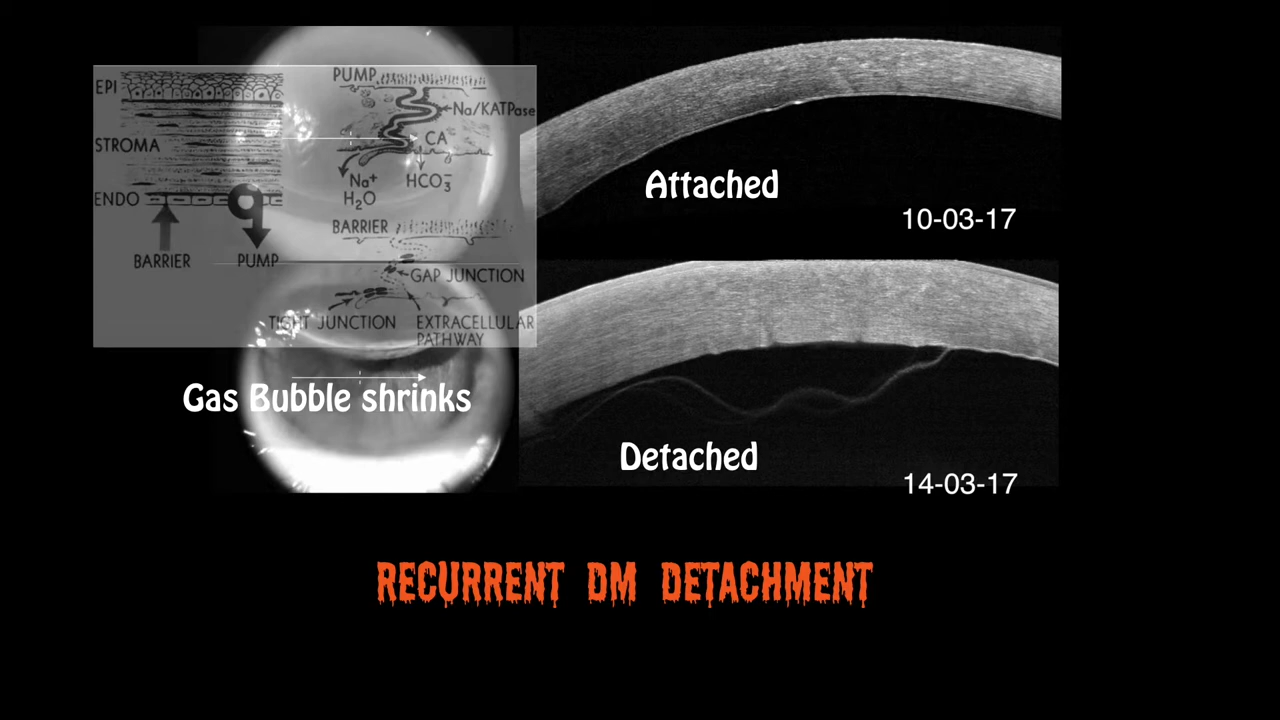 EPI
STROMA
ENDO
BARRIER
PUMP
PUMP
Na/KATPase
CA
Na+
H₂O
HCO₃⁻
BARRIER
GAP JUNCTION
TIGHT JUNCTION
EXTRACELLULAR
PATHWAY
Attached
10-03-17
Gas Bubble shrinks
Detached
14-03-17
RECURRENT DM DETACHMENT